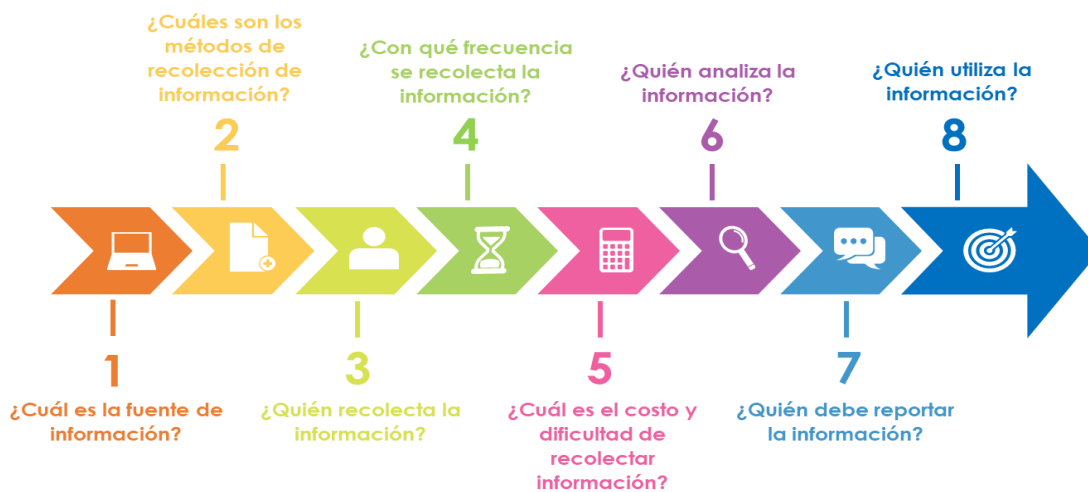 1
¿Cuál es la fuente de
información?
¿Cuáles son los
métodos de
recolección de
información?
2
3
¿Quién recolecta la
información?
¿Con qué frecuencia
se recolecta la
información?
4
5
¿Cuál es el costo y
dificultad de
recolectar
información?
¿Quién analiza la
información?
6
7
¿Quién debe reportar
la información?
¿Quién utiliza la
información?
8